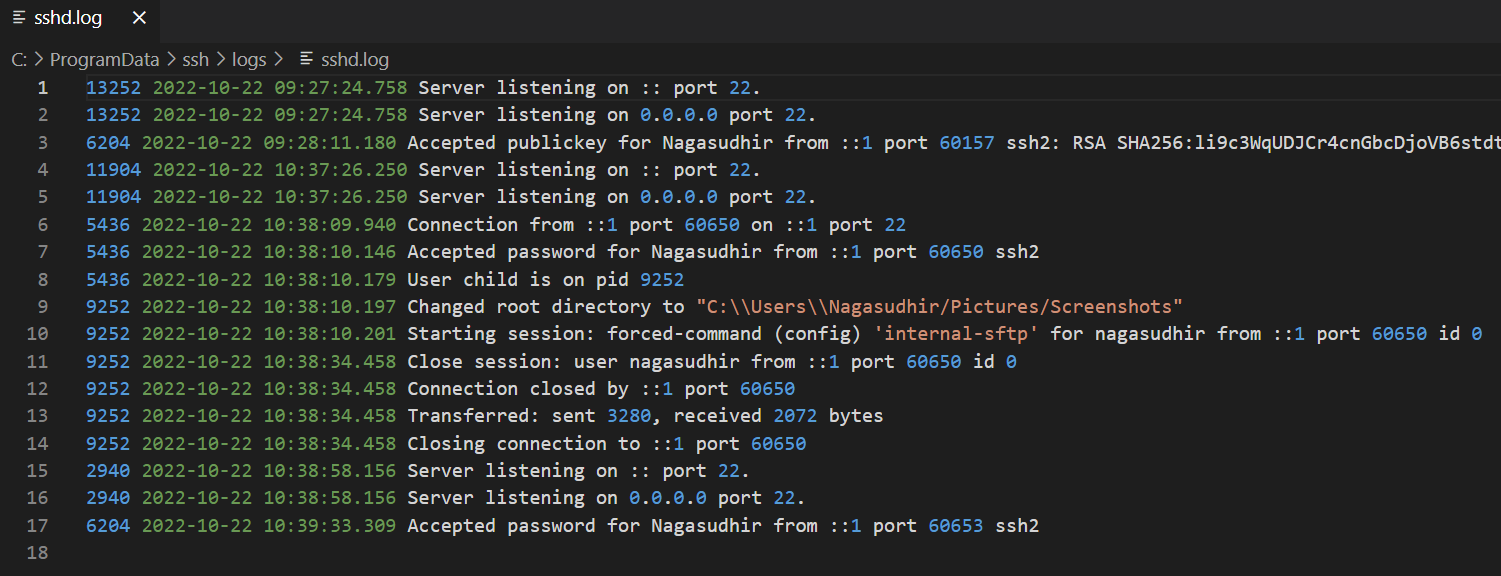 sshd.log
C: > ProgramData > ssh > logs > sshd.log
1 13252 2022-10-22 09:27:24.758 Server listening on :: port 22.
2 13252 2022-10-22 09:27:24.758 Server listening on 0.0.0.0 port 22.
3 6204 2022-10-22 09:28:11.180 Accepted publickey for Nagasudhir from ::1 port 60157 ssh2: RSA SHA256:li9c3WqUDJCr4cnGbcDjoVB6stdt
4 11904 2022-10-22 10:37:26.250 Server listening on :: port 22.
5 11904 2022-10-22 10:37:26.250 Server listening on 0.0.0.0 port 22.
6 5436 2022-10-22 10:38:09.940 Connection from ::1 port 60650 on ::1 port 22
7 5436 2022-10-22 10:38:10.146 Accepted password for Nagasudhir from ::1 port 60650 ssh2
8 5436 2022-10-22 10:38:10.179 User child is on pid 9252
9 9252 2022-10-22 10:38:10.197 Changed root directory to "C:\\Users\\Nagasudhir/Pictures/Screenshots"
10 9252 2022-10-22 10:38:10.201 Starting session: forced-command (config) 'internal-sftp' for nagasudhir from ::1 port 60650 id 0
11 9252 2022-10-22 10:38:34.458 Close session: user nagasudhir from ::1 port 60650 id 0
12 9252 2022-10-22 10:38:34.458 Connection closed by ::1 port 60650
13 9252 2022-10-22 10:38:34.458 Transferred: sent 3280, received 2072 bytes
14 9252 2022-10-22 10:38:34.458 Closing connection to ::1 port 60650
15 2940 2022-10-22 10:38:58.156 Server listening on :: port 22.
16 2940 2022-10-22 10:38:58.156 Server listening on 0.0.0.0 port 22.
17 6204 2022-10-22 10:39:33.309 Accepted password for Nagasudhir from ::1 port 60653 ssh2
18